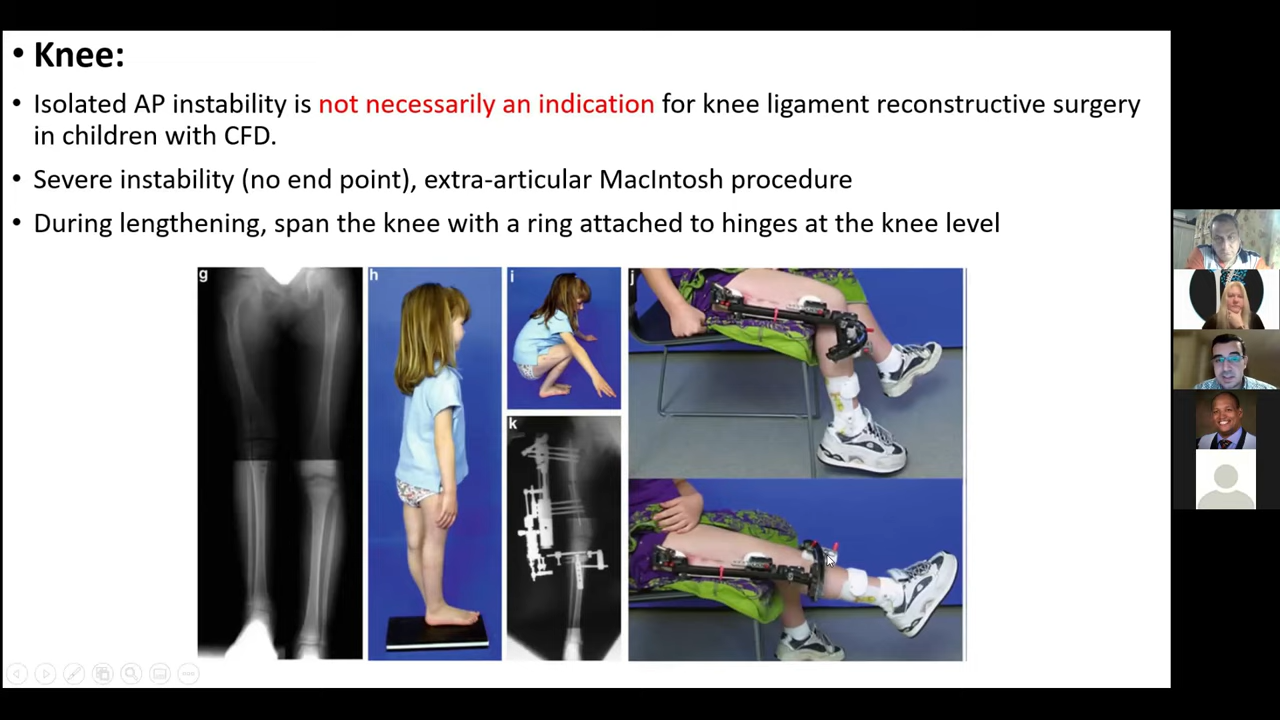 • Knee:
• Isolated AP instability is not necessarily an indication for knee ligament reconstructive surgery
in children with CFD.
• Severe instability (no end point), extra-articular MacIntosh procedure
• During lengthening, span the knee with a ring attached to hinges at the knee level
g
h
i
j
k